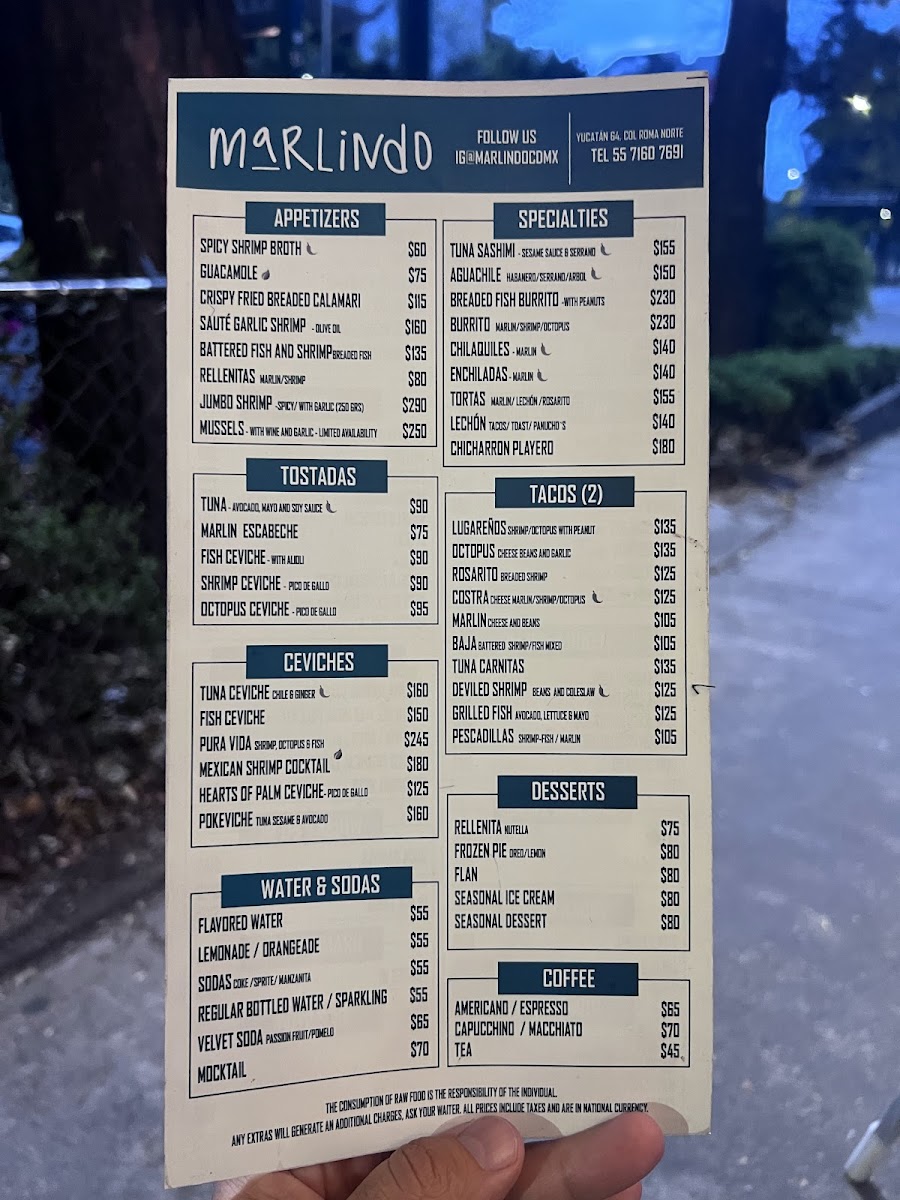 MARLINDO
FOLLOW US
IG@MARLINDOCDMX
YUCATÁN 64, COL ROMA NORTE
TEL 55 7160 7691
APPETIZERS
SPICY SHRIMP BROTH $60
GUACAMOLE $75
CRISPY FRIED BREADED CALAMARI $115
SAUTÉ GARLIC SHRIMP - OLIVE OIL $160
BATTERED FISH AND SHRIMP BREADED FISH $135
RELLENITAS MARLIN/SHRIMP $80
JUMBO SHRIMP -SPICY/ WITH GARLIC (250 GRS) $290
MUSSELS - WITH WINE AND GARLIC - LIMITED AVAILABILITY $250
TOSTADAS
TUNA - AVOCADO, MAYO AND SOY SAUCE $90
MARLIN ESCABECHE $75
FISH CEVICHE - WITH ALIOLI $90
SHRIMP CEVICHE - PICO DE GALLO $90
OCTOPUS CEVICHE - PICO DE GALLO $95
CEVICHES
TUNA CEVICHE CHILE & GINGER $160
FISH CEVICHE $150
PURA VIDA SHRIMP, OCTOPUS & FISH $245
MEXICAN SHRIMP COCKTAIL $180
HEARTS OF PALM CEVICHE- PICO DE GALLO $125
POKEVICHE TUNA SESAME & AVOCADO $160
WATER & SODAS
FLAVORED WATER $55
LEMONADE / ORANGEADE $55
SODAS COKE /SPRITE/ MANZANITA $55
REGULAR BOTTLED WATER / SPARKLING $55
VELVET SODA PASSION FRUIT/POMELO $65
MOCKTAIL $70
SPECIALTIES
TUNA SASHIMI - SESAME SAUCE & SERRANO $155
AGUACHILE HABANERO/SERRANO/ARBOL $150
BREADED FISH BURRITO -WITH PEANUTS $230
BURRITO MARLIN/SHRIMP/OCTOPUS $230
CHILAQUILES - MARLIN $140
ENCHILADAS - MARLIN $140
TORTAS MARLIN/ LECHÓN /ROSARITO $155
LECHÓN TACOS/ TOAST/ PANUCHO'S $140
CHICHARRON PLAYERO $180
TACOS (2)
LUGAREÑOS SHRIMP/OCTOPUS WITH PEANUT $135
OCTOPUS CHEESE BEANS AND GARLIC $135
ROSARITO BREADED SHRIMP $125
COSTRA CHEESE MARLIN/SHRIMP/OCTOPUS $125
MARLIN CHEESE AND BEANS $105
BAJA BATTERED SHRIMP/FISH MIXED $105
TUNA CARNITAS $135
DEVILED SHRIMP BEANS AND COLESLAW $125
GRILLED FISH AVOCADO, LETTUCE & MAYO $125
PESCADILLAS SHRIMP-FISH / MARLIN $105
DESSERTS
RELLENITA NUTELLA $75
FROZEN PIE OREO/LEMON $80
FLAN $80
SEASONAL ICE CREAM $80
SEASONAL DESSERT $80
COFFEE
AMERICANO / ESPRESSO $65
CAPUCCHINO / MACCHIATO $70
TEA $45
THE CONSUMPTION OF RAW FOOD IS THE RESPONSIBILITY OF THE INDIVIDUAL.
ANY EXTRAS WILL GENERATE AN ADDITIONAL CHARGES, ASK YOUR WAITER. ALL PRICES INCLUDE TAXES AND ARE IN NATIONAL CURRENCY.